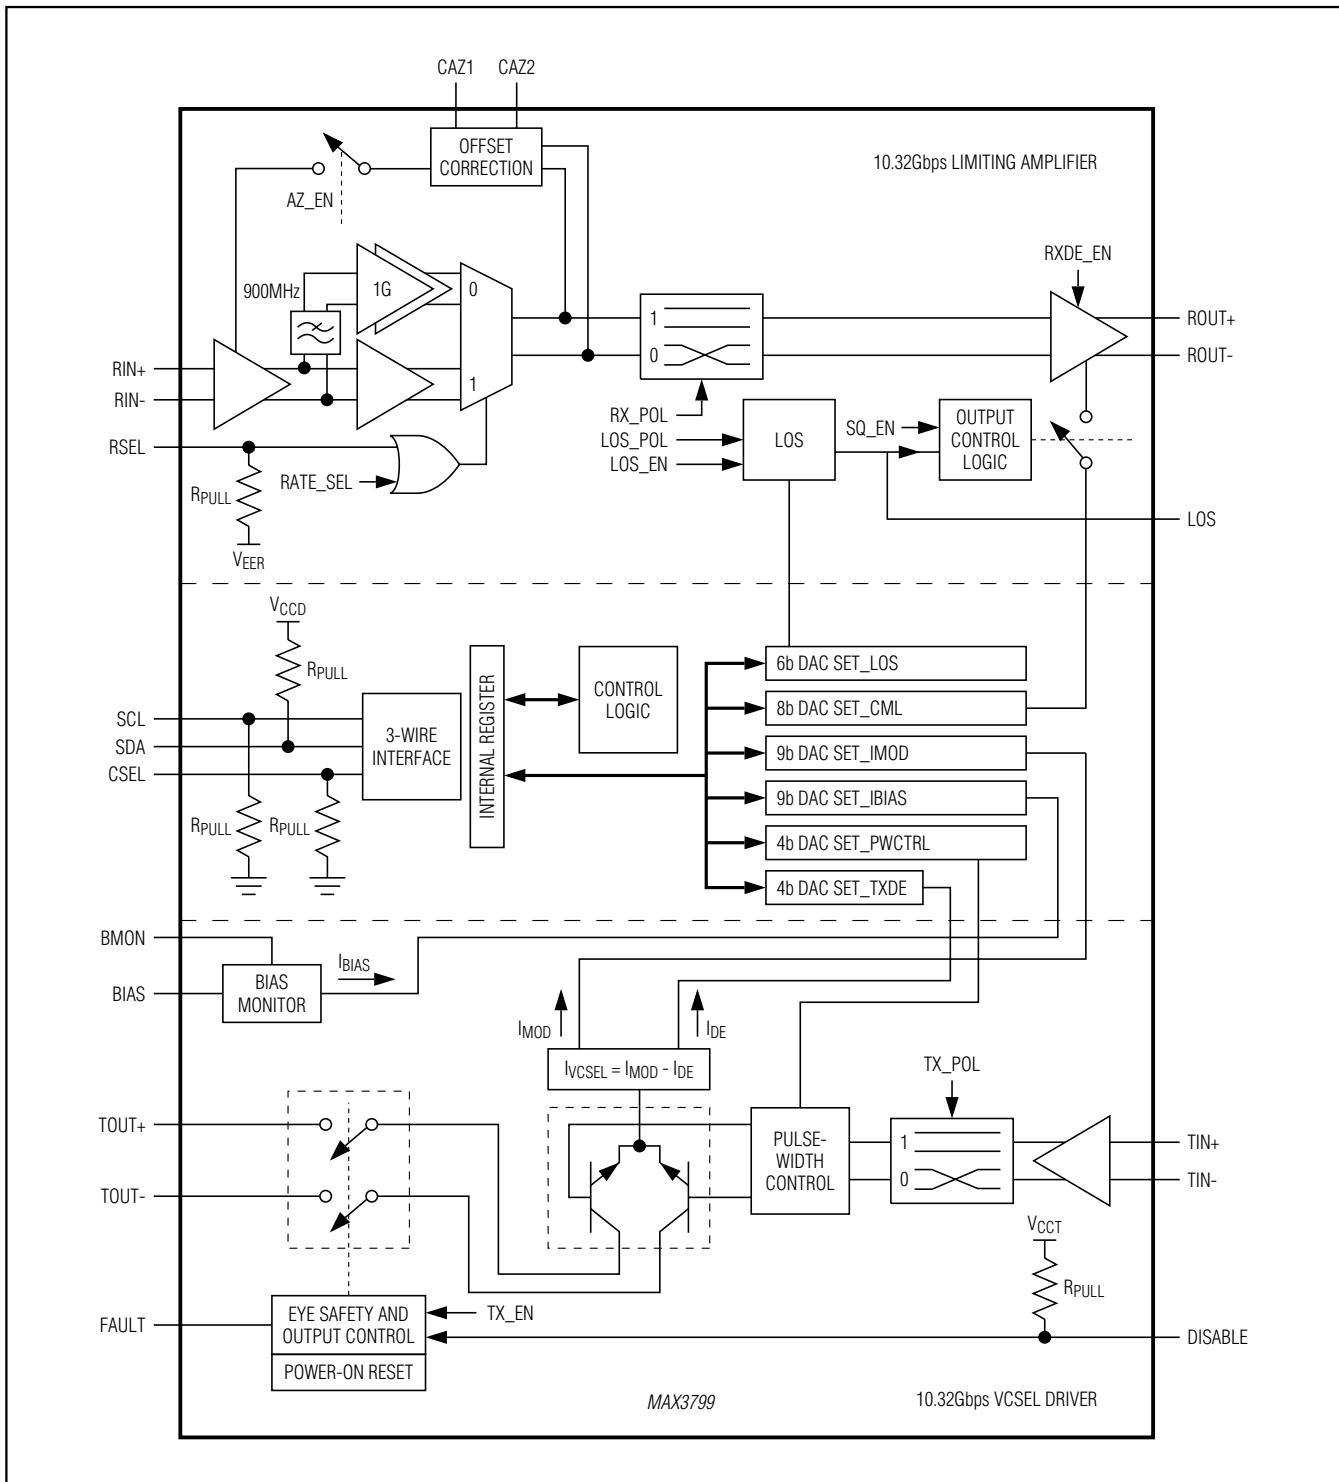 CAZ1 CAZ2
OFFSET
CORRECTION
10.32Gbps LIMITING AMPLIFIER
AZ_EN
RXDE_EN
900MHz
1G
0
1
1
0
ROUT+
ROUT-
RIN+
RIN-
RSEL
RX_POL
LOS_POL
LOS_EN
LOS
SQ_EN
OUTPUT
CONTROL
LOGIC
RATE_SEL
RPULL
VEER
LOS
VCCD
RPULL
SCL
SDA
CSEL
3-WIRE
INTERFACE
INTERNAL REGISTER
CONTROL
LOGIC
6b DAC SET_LOS
8b DAC SET_CML
9b DAC SET_IMOD
9b DAC SET_IBIAS
4b DAC SET_PWCTRL
4b DAC SET_TXDE
RPULL RPULL
BMON
BIAS
BIAS
MONITOR
IBIAS
IMOD
IDE
IVCSEL = IMOD - IDE
TX_POL
TOUT+
TOUT-
PULSE-
WIDTH
CONTROL
1
0
TIN+
TIN-
VCCT
RPULL
FAULT
EYE SAFETY AND
OUTPUT CONTROL
POWER-ON RESET
TX_EN
DISABLE
MAX3799
10.32Gbps VCSEL DRIVER